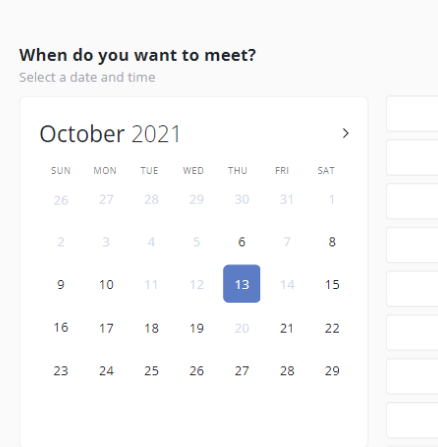 When do you want to meet?
Select a date and time
October 2021 >
SUN MON TUE WED THU FRI SAT
26 27 28 29 30 31 1
2 3 4 5 6 7 8
9 10 11 12 13 14 15
16 17 18 19 20 21 22
23 24 25 26 27 28 29